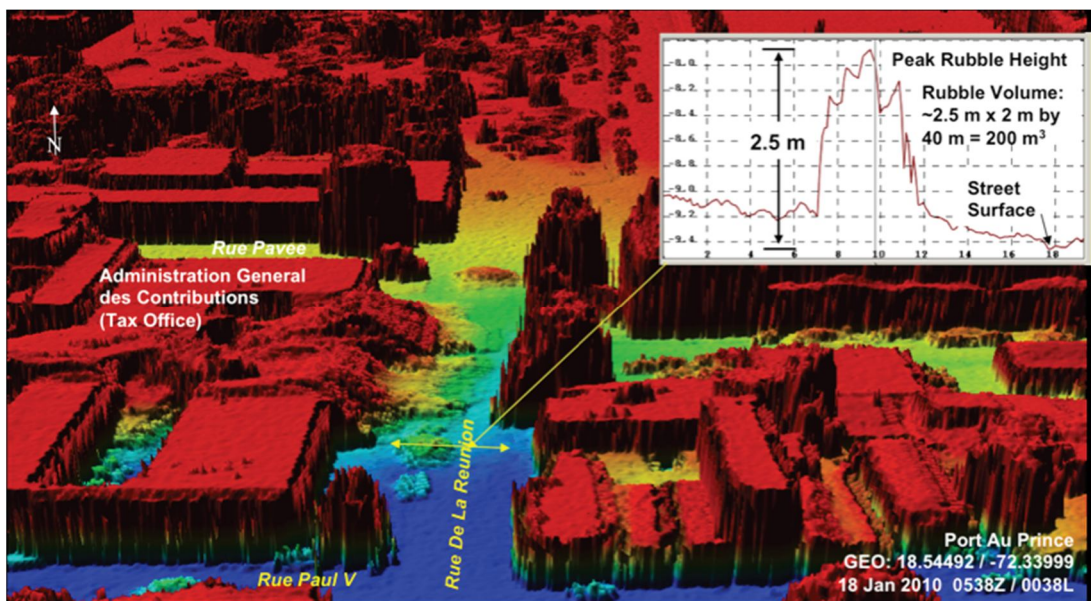 N
Rue Pavee
Administration General
des Contributions
(Tax Office)
Rue De La Reunion
Rue Paul V
Peak Rubble Height
Rubble Volume:
~2.5 m x 2 m by
40 m = 200 m³
2.5 m
Street
Surface
-8.0
-8.2
-8.4
-8.6
-8.8
-9.0
-9.2
-9.4
0 2 4 6 8 10 12 14 16 18
Port Au Prince
GEO: 18.54492 / -72.33999
18 Jan 2010 0538Z / 0038L